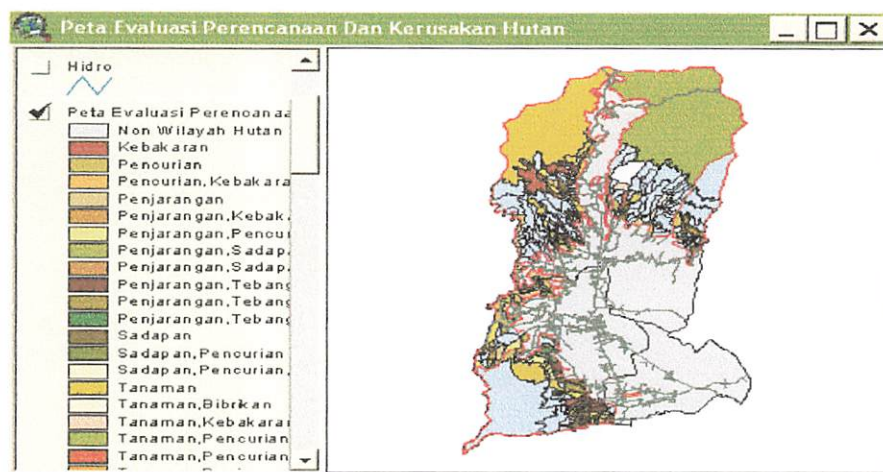 Peta Evaluasi Perencanaan Dan Kerusakan Hutan
Hidro
Peta Evaluasi Perencanaa
Non Wilayah Hutan
Kebakaran
Pencurian
Pencurian,Kebakara
Penjarangan
Penjarangan,Kebak
Penjarangan,Pencu
Penjarangan,Sadap
Penjarangan,Sadap
Penjarangan,Tebang
Penjarangan,Tebang
Penjarangan,Tebang
Sadapan
Sadapan,Pencurian
Sadapan,Pencurian,
Tanaman
Tanaman,Bibrikan
Tanaman,Kebakara
Tanaman,Pencurian
Tanaman,Pencurian